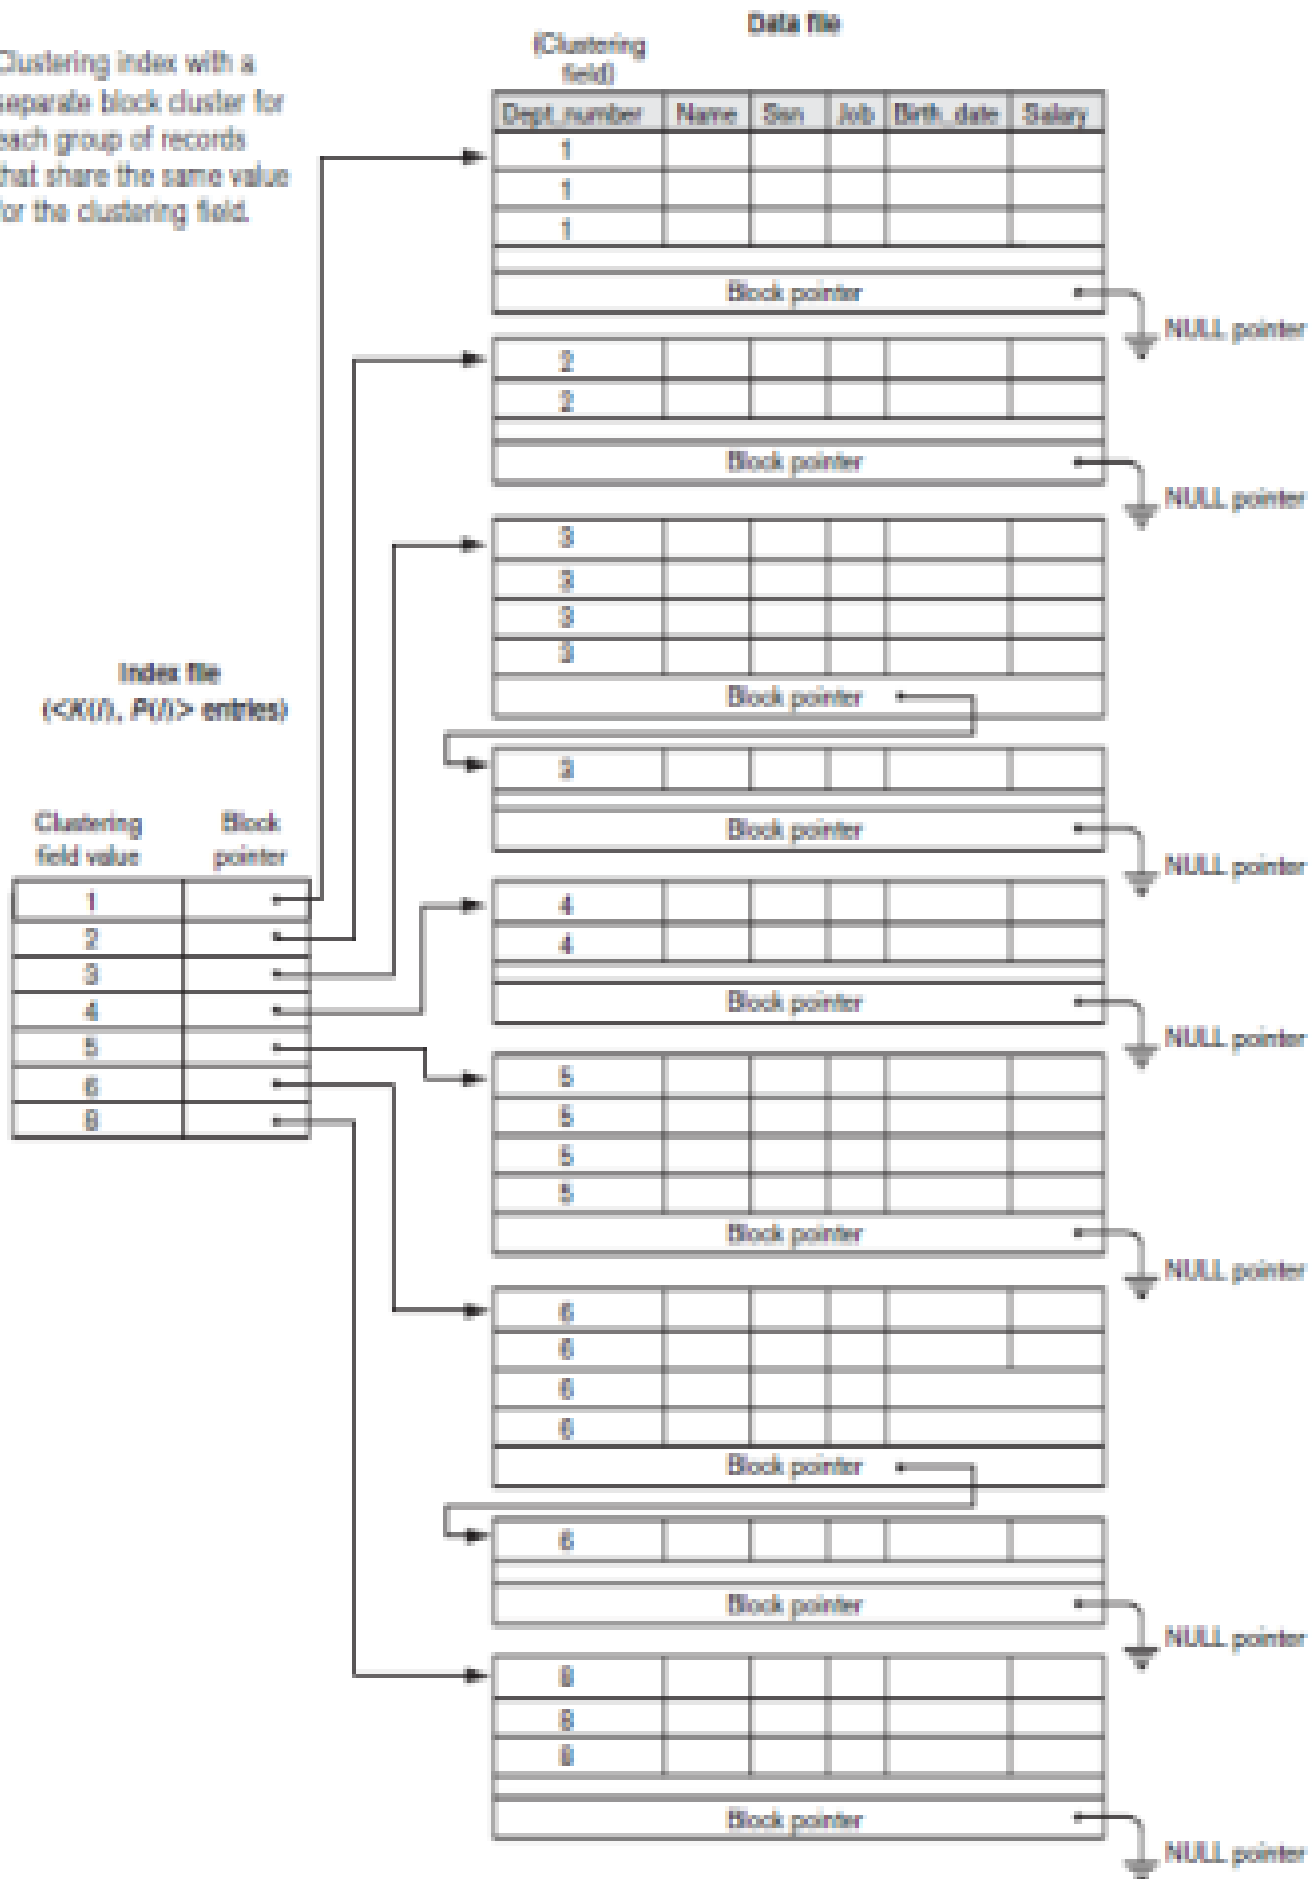 Clustering index with a
separate block cluster for
each group of records
that share the same value
for the clustering field.
Data file
(Clustering
field)
Dept_number Name Ssn Job Birth_date Salary
1
1
1
Block pointer
NULL pointer
2
2
Block pointer
NULL pointer
3
3
3
3
Block pointer
3
Block pointer
NULL pointer
4
4
Block pointer
NULL pointer
5
5
5
5
Block pointer
NULL pointer
6
6
6
6
Block pointer
6
Block pointer
NULL pointer
8
8
8
Block pointer
NULL pointer
Index file
(<K(i), P(i)> entries)
Clustering field value
Block pointer
1
2
3
4
5
6
8